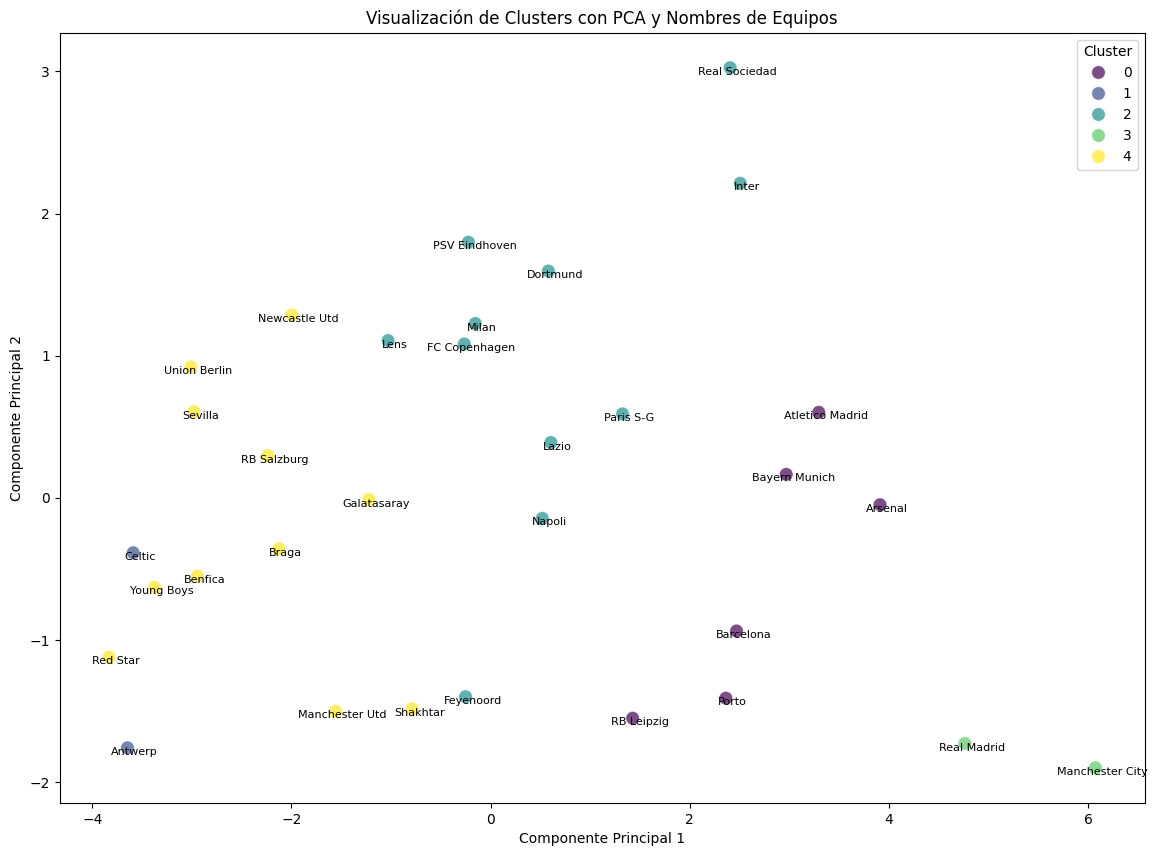 Visualización de Clusters con PCA y Nombres de Equipos
Cluster
0
1
2
3
4
Real Sociedad
Inter
PSV Eindhoven
Dortmund
Newcastle Utd
Milan
Lens
FC Copenhagen
Union Berlin
Sevilla
Paris S-G
Atletico Madrid
Lazio
RB Salzburg
Bayern Munich
Galatasaray
Arsenal
Napoli
Celtic
Braga
Benfica
Young Boys
Barcelona
Red Star
Manchester Utd
Shakhtar
Feyenoord
Porto
RB Leipzig
Antwerp
Real Madrid
Manchester City
3
2
1
0
−1
−2
−4
−2
0
2
4
6
Componente Principal 1
Componente Principal 2